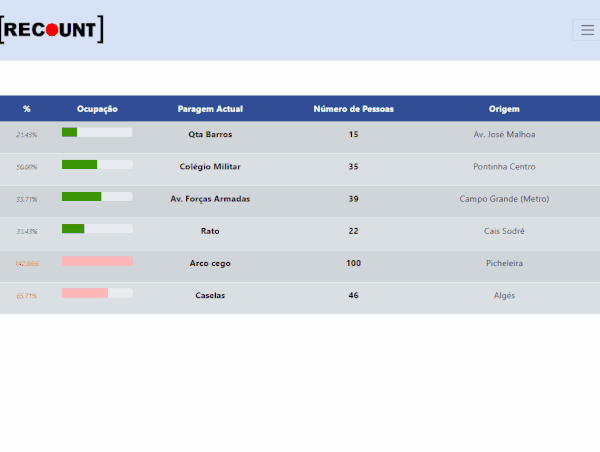 [RECOUNT]
% Ocupação Paragem Actual Número de Pessoas Origem
21.43% Qta Barros 15 Av. José Malhoa
50.00% Colégio Militar 35 Pontinha Centro
55.71% Av. Forças Armadas 39 Campo Grande (Metro)
31.43% Rato 22 Cais Sodré
142.86% Arco cego 100 Picheleira
65.71% Caselas 46 Algés